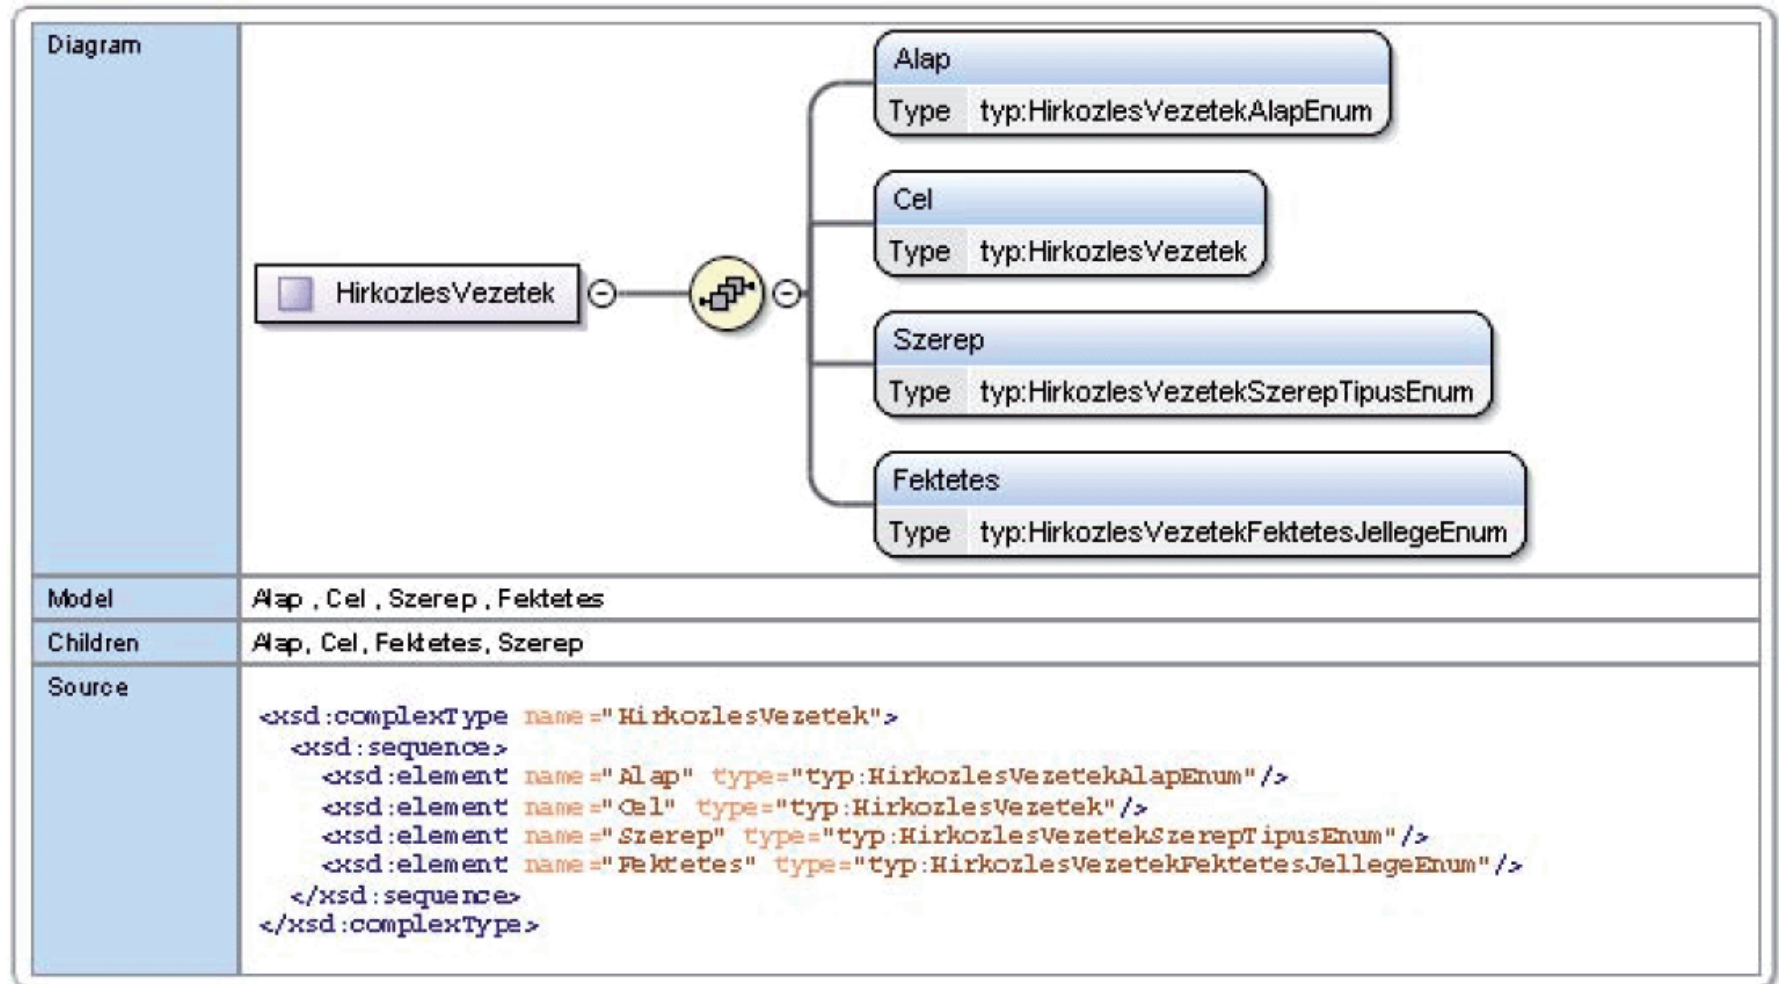 Diagram
Alap
Type typ:HirkozlesVezetekAlapEnum
Cel
Type typ:HirkozlesVezetek
HirkozlesVezetek
Szerep
Type typ:HirkozlesVezetekSzerepTipusEnum
Fektetes
Type typ:HirkozlesVezetekFektetesJellegeEnum
Model Alap , Cel , Szerep , Fektetes
Children Alap, Cel, Fektetes, Szerep
Source
<xsd:complexType name="HirkozlesVezetek">
<xsd:sequence>
<xsd:element name="Alap" type="typ:HirkozlesVezetekAlapEnum"/>
<xsd:element name="Cel" type="typ:HirkozlesVezetek"/>
<xsd:element name="Szerep" type="typ:HirkozlesVezetekSzerepTipusEnum"/>
<xsd:element name="Fektetes" type="typ:HirkozlesVezetekFektetesJellegeEnum"/>
</xsd:sequence>
</xsd:complexType>